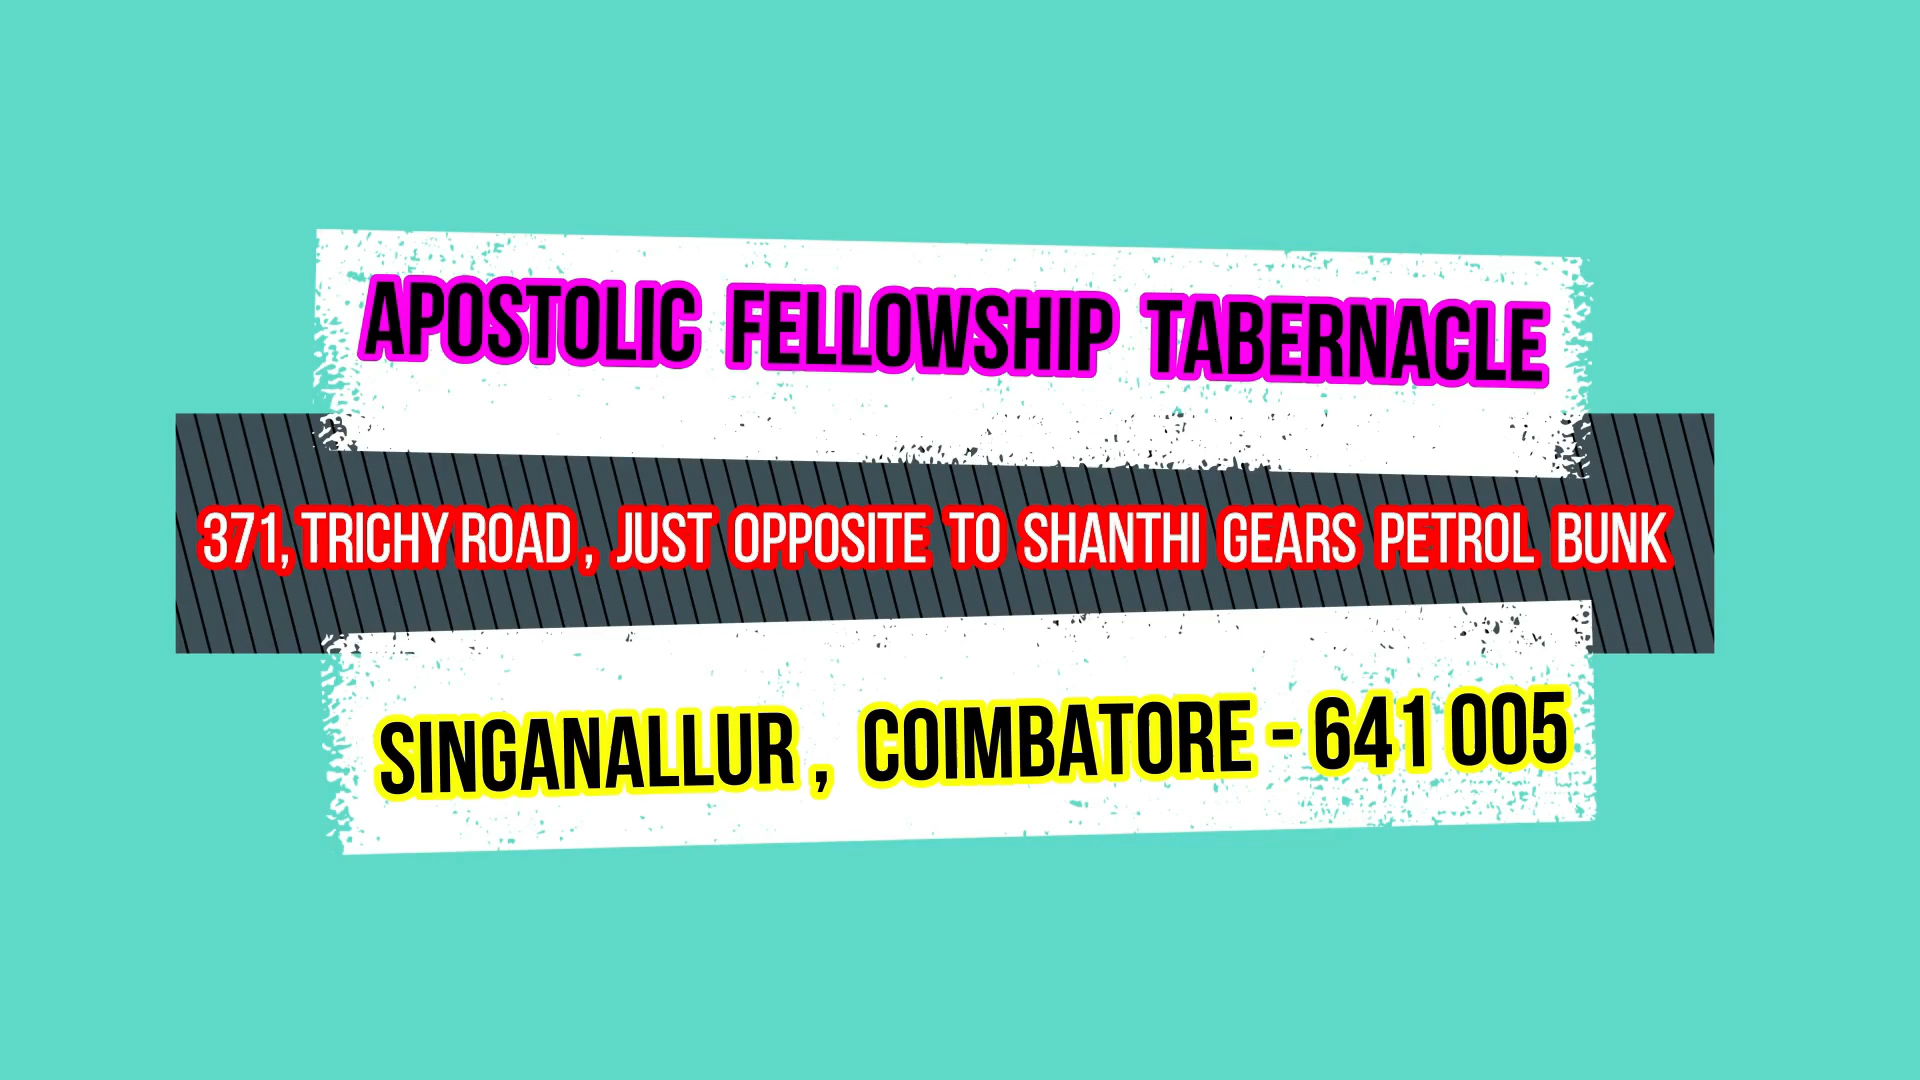 APOSTOLIC FELLOWSHIP TABERNACLE
371, TRICHY ROAD, JUST OPPOSITE TO SHANTHI GEARS PETROL BUNK
SINGANALLUR, COIMBATORE - 641 005